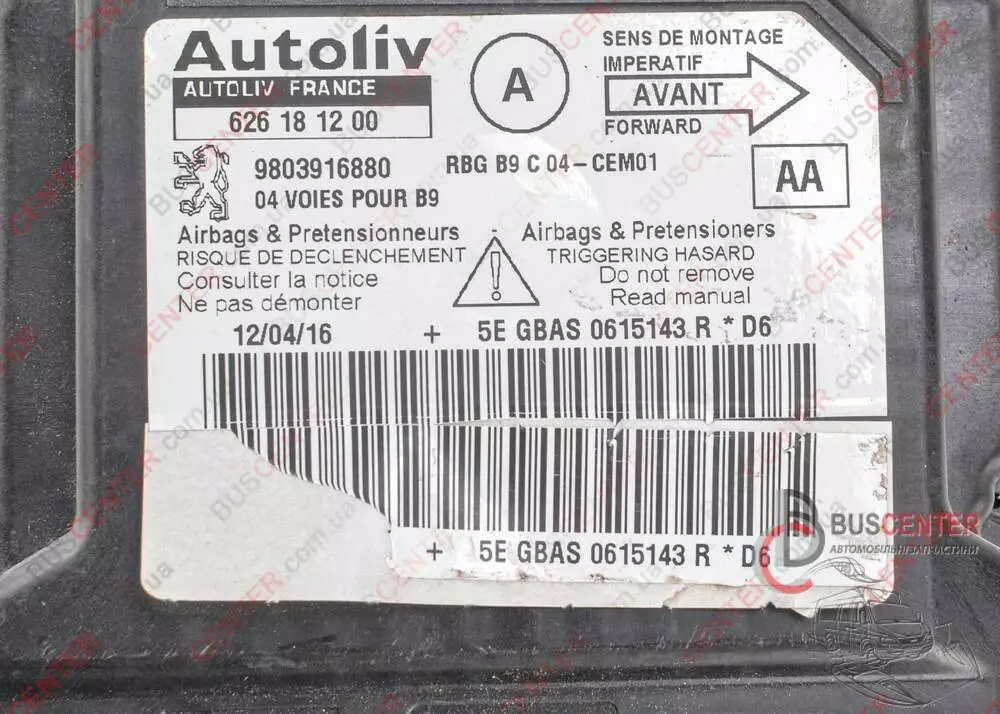 Autoliv
AUTOLIV FRANCE
626 18 12 00
A
SENS DE MONTAGE
IMPERATIF
AVANT
FORWARD
9803916880
RBG B9 C 04-CEM01
04 VOIES POUR B9
AA
Airbags & Pretensionneurs
RISQUE DE DECLENCHEMENT
Consulter la notice
Ne pas démonter
Airbags & Pretensioners
TRIGGERING HASARD
Do not remove
Read manual
12/04/16 + 5E GBAS 0615143 R * D6
+ 5E GBAS 0615143 R * D6
BUSCENTER
АВТОМОБІЛЬНІ ЗАПЧАСТИНИ